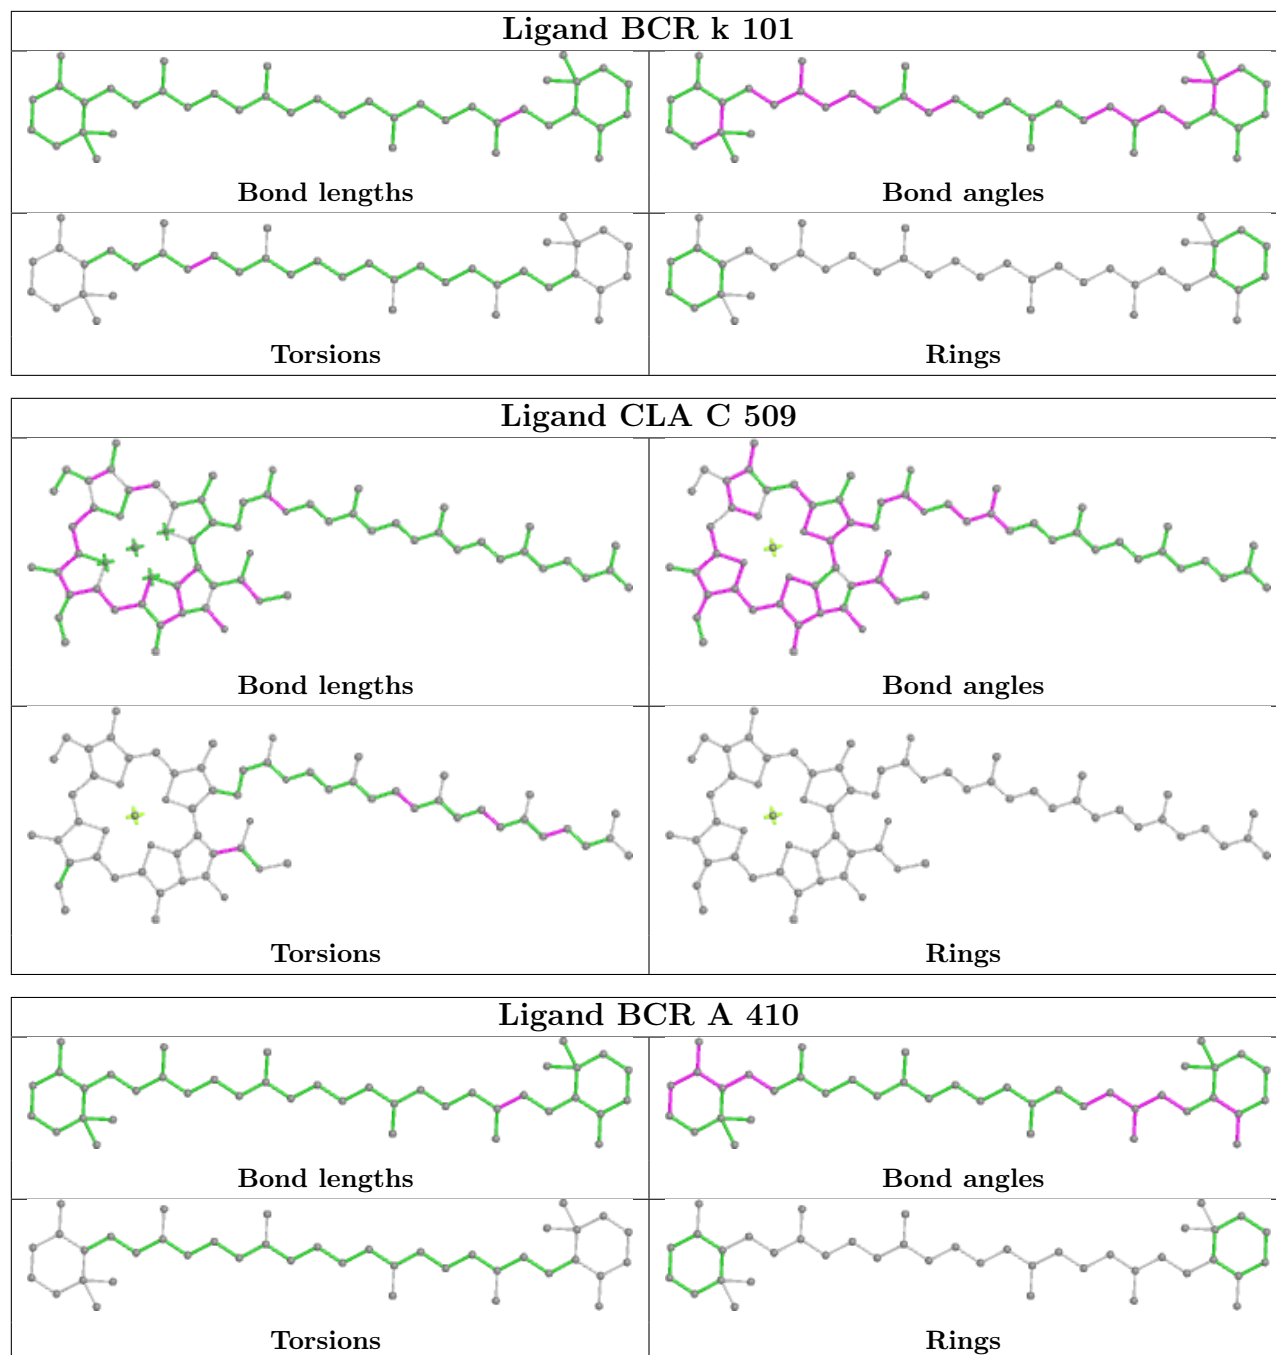 Ligand BCR k 101
Bond lengths
Bond angles
Torsions
Rings
Ligand CLA C 509
Bond lengths
Bond angles
Torsions
Rings
Ligand BCR A 410
Bond lengths
Bond angles
Torsions
Rings